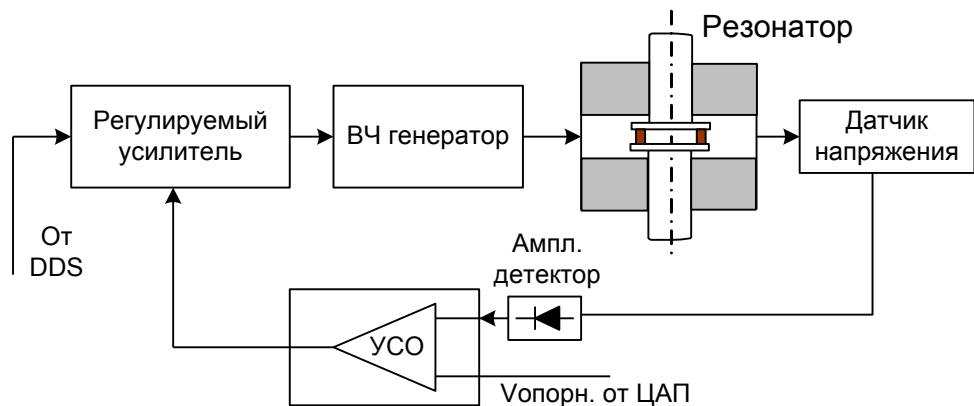 Резонатор
Регулируемый
усилитель
ВЧ генератор
Датчик
напряжения
От
DDS
Ампл.
детектор
УСО
Vопорн. от ЦАП